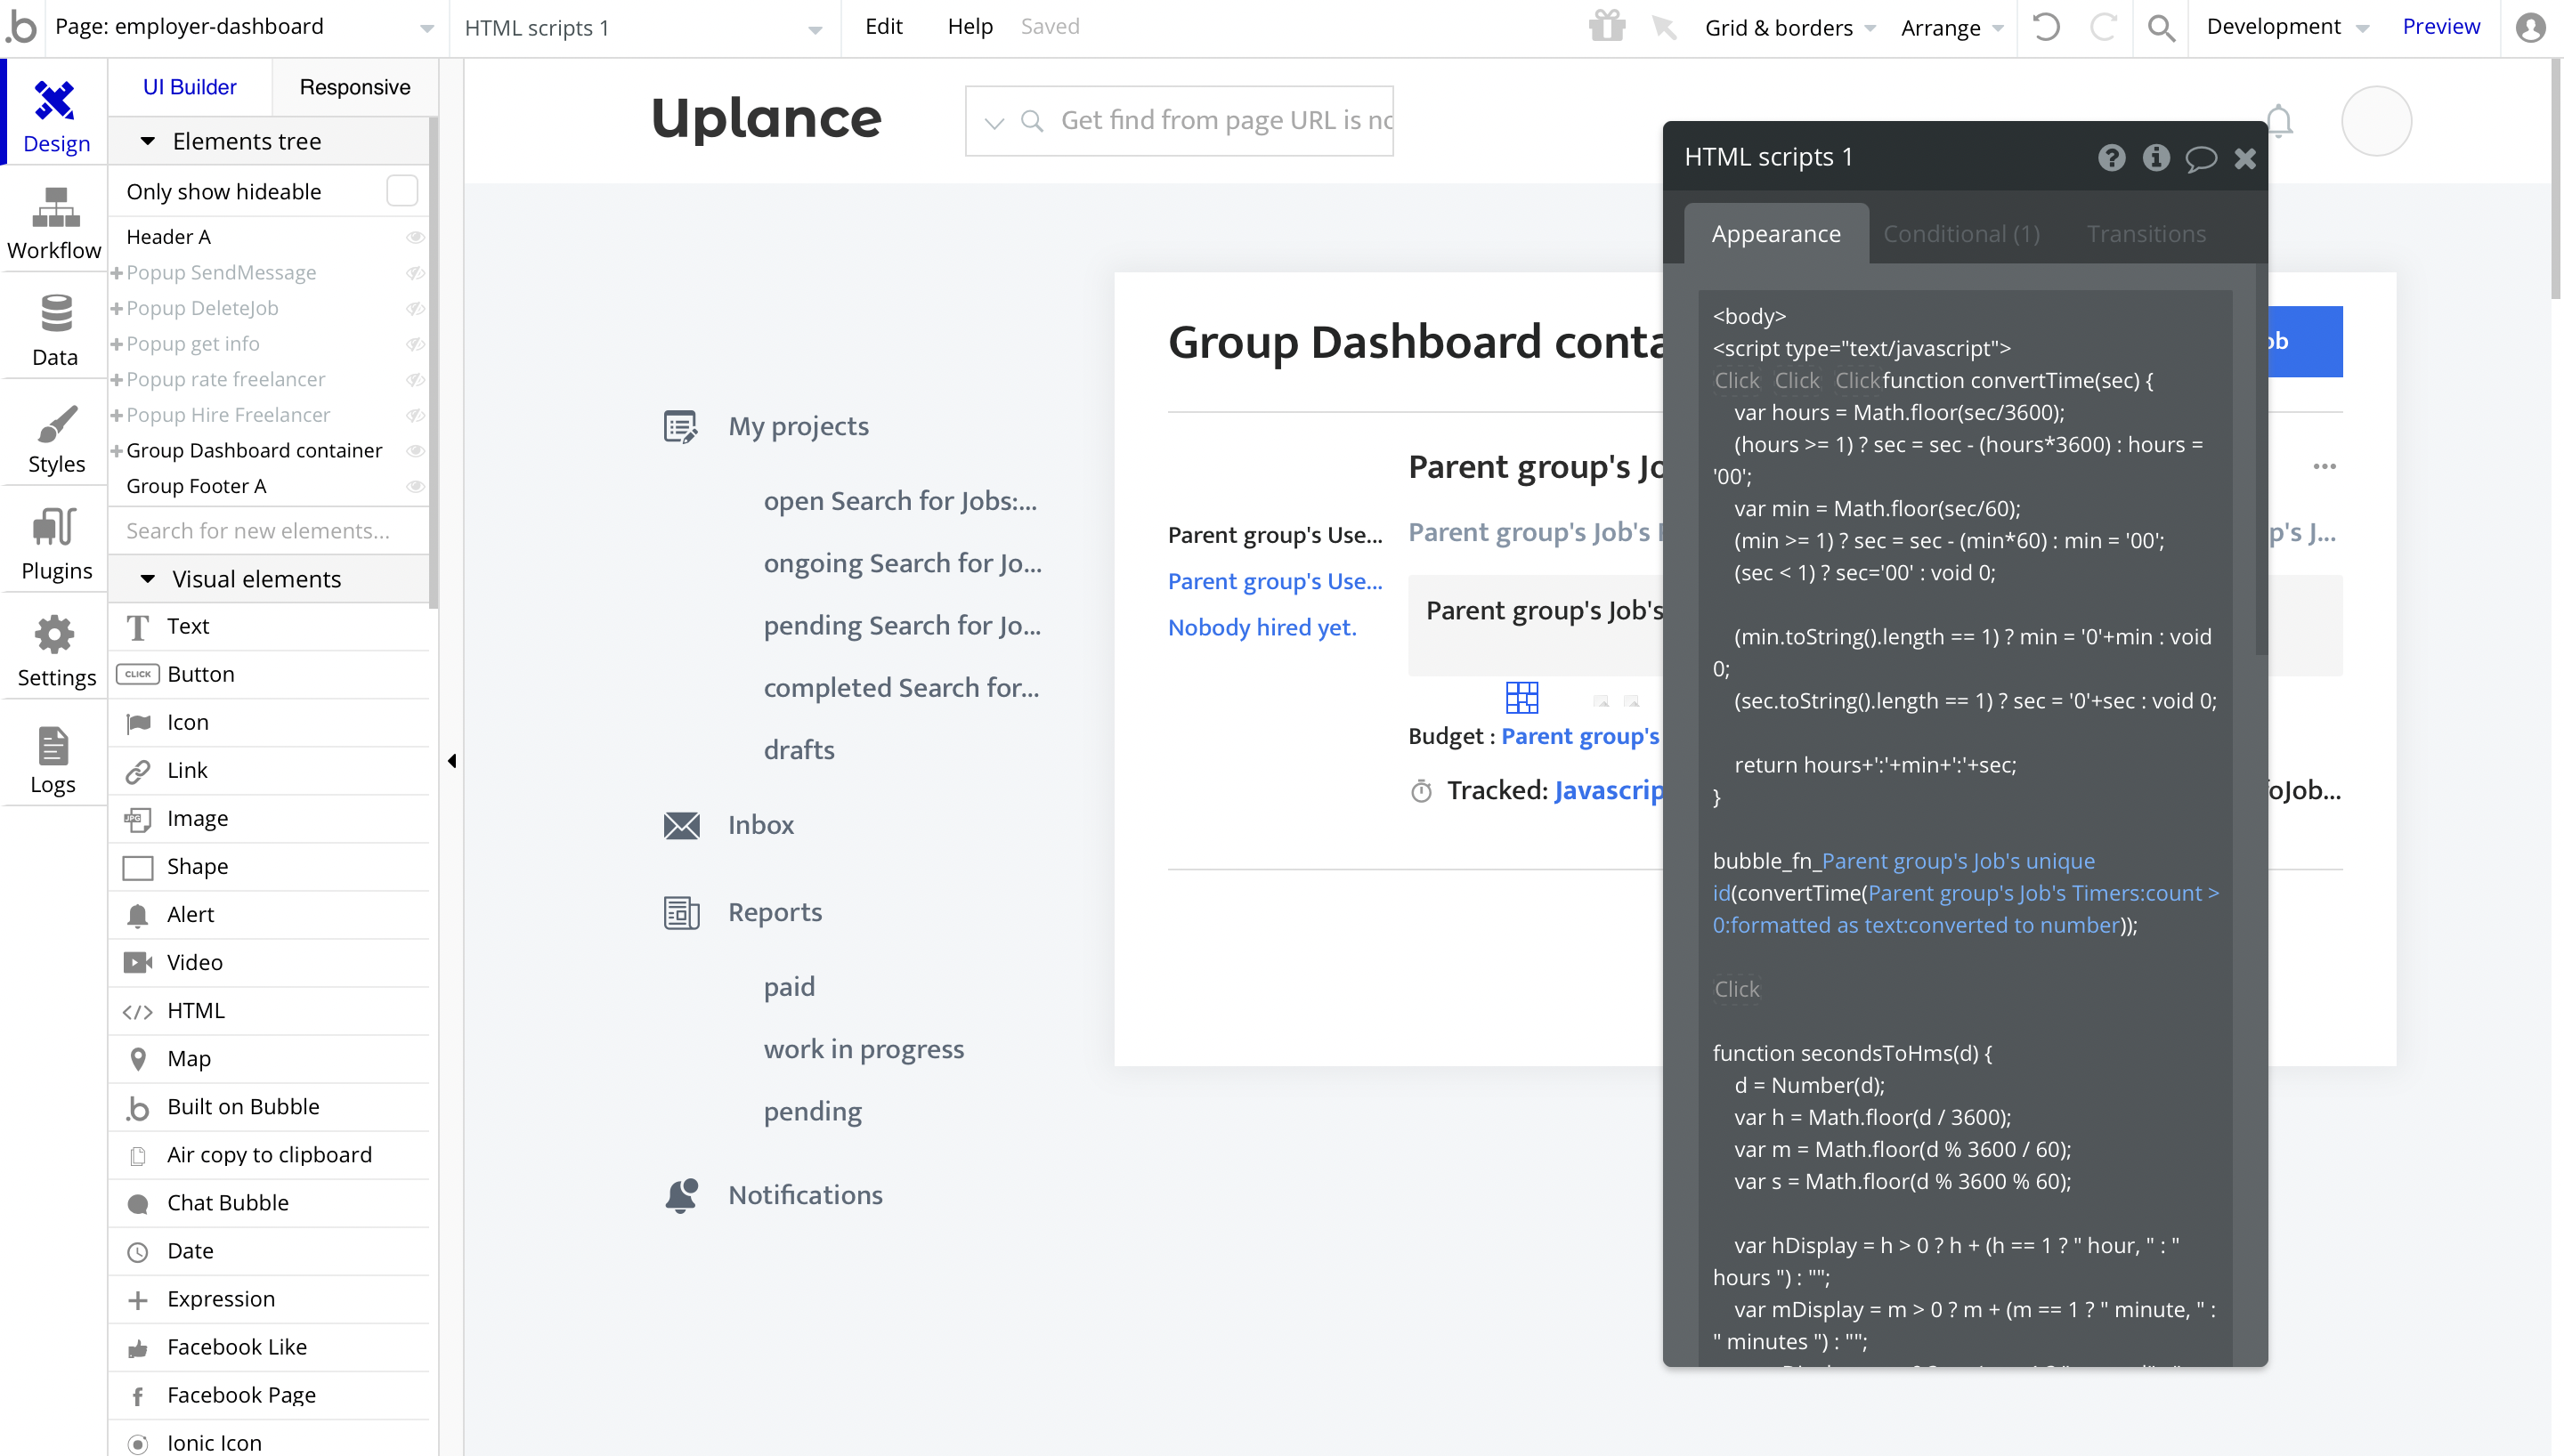 Page: employer-dashboard
HTML scripts 1
Edit
Help
Saved
Grid & borders
Arrange
Development
Preview
UI Builder
Responsive
Design
Workflow
Data
Styles
Plugins
Settings
Logs
Elements tree
Only show hideable
Header A
Popup SendMessage
Popup DeleteJob
Popup get info
Popup rate freelancer
Popup Hire Freelancer
Group Dashboard container
Group Footer A
Search for new elements...
Visual elements
Text
CLICK Button
Icon
Link
Image
Shape
Alert
Video
HTML
Map
Built on Bubble
Air copy to clipboard
Chat Bubble
Date
Expression
Facebook Like
Facebook Page
Ionic Icon
Uplance
Get find from page URL is no
My projects
open Search for Jobs:...
ongoing Search for Jo...
pending Search for Jo...
completed Search for...
drafts
Inbox
Reports
paid
work in progress
pending
Notifications
Group Dashboard conta
ob
Parent group's Jo
Parent group's Use...
Parent group's Job's
p's J...
Parent group's Use...
Parent group's Job's
Nobody hired yet.
Budget : Parent group's
Tracked: Javascrip
oJob...
HTML scripts 1
Appearance
Conditional (1)
Transitions
<body>
<script type="text/javascript">
Click Click Clickfunction convertTime(sec) {
var hours = Math.floor(sec/3600);
(hours >= 1) ? sec = sec - (hours*3600) : hours =
'00';
var min = Math.floor(sec/60);
(min >= 1) ? sec = sec - (min*60) : min = '00';
(sec < 1) ? sec='00' : void 0;
(min.toString().length == 1) ? min = '0'+min : void
0;
(sec.toString().length == 1) ? sec = '0'+sec : void 0;
return hours+':'+min+':'+sec;
}
bubble_fn_Parent group's Job's unique
id(convertTime(Parent group's Job's Timers:count >
0:formatted as text:converted to number));
Click
function secondsToHms(d) {
d = Number(d);
var h = Math.floor(d / 3600);
var m = Math.floor(d % 3600 / 60);
var s = Math.floor(d % 3600 % 60);
var hDisplay = h > 0 ? h + (h == 1 ? " hour, " : "
hours ") : "";
var mDisplay = m > 0 ? m + (m == 1 ? " minute, " :
" minutes ") : "";